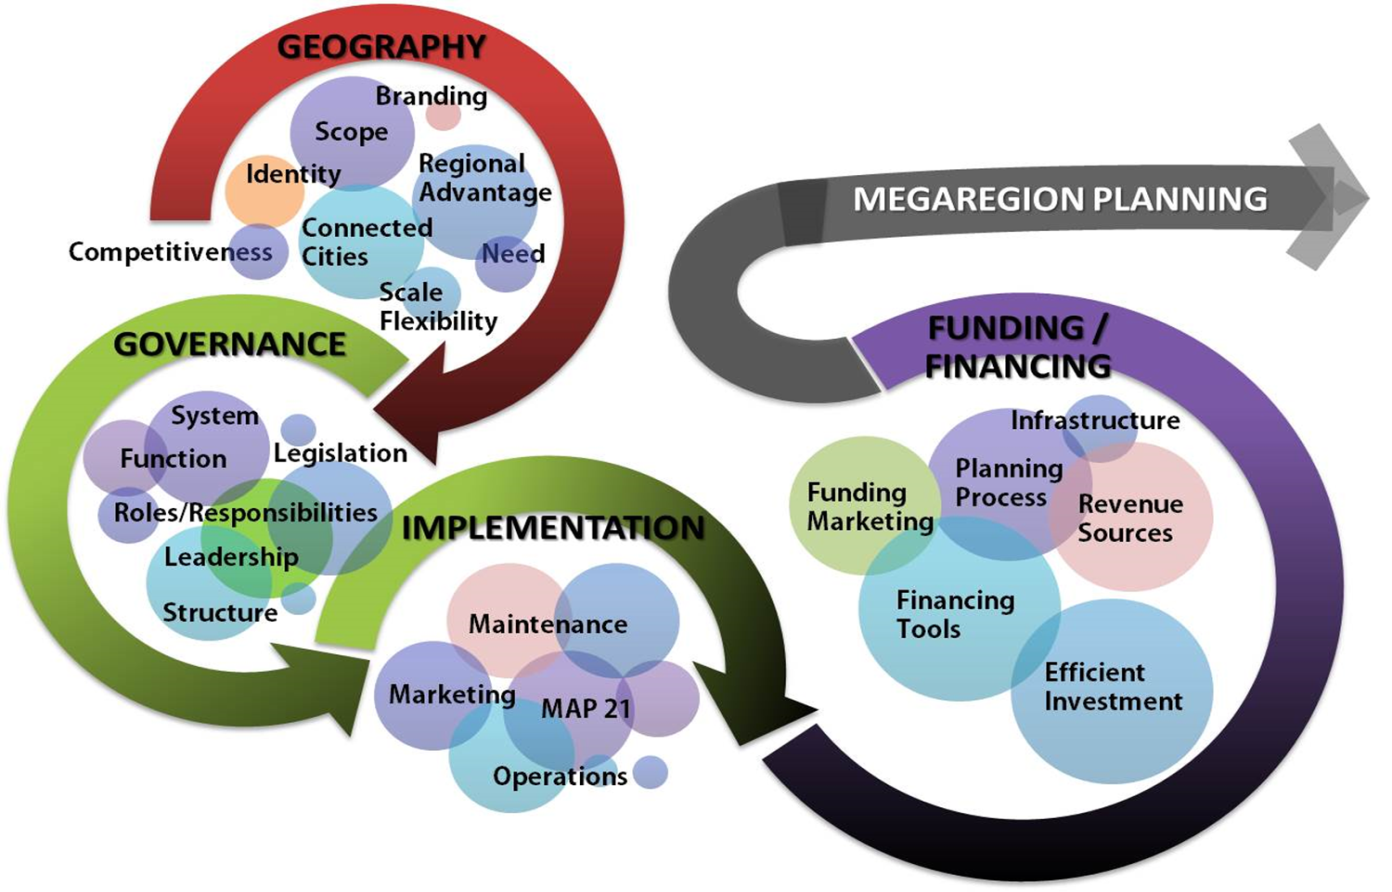 GEOGRAPHY
Branding
Scope
Identity
Regional
Advantage
Connected
Cities
Competitiveness
Need
Scale
Flexibility
GOVERNANCE
System
Legislation
Function
Roles/Responsibilities
Leadership
Structure
IMPLEMENTATION
Maintenance
Marketing
MAP 21
Operations
FUNDING /
FINANCING
Infrastructure
Planning
Process
Funding
Marketing
Revenue
Sources
Financing
Tools
Efficient
Investment
MEGAREGION PLANNING